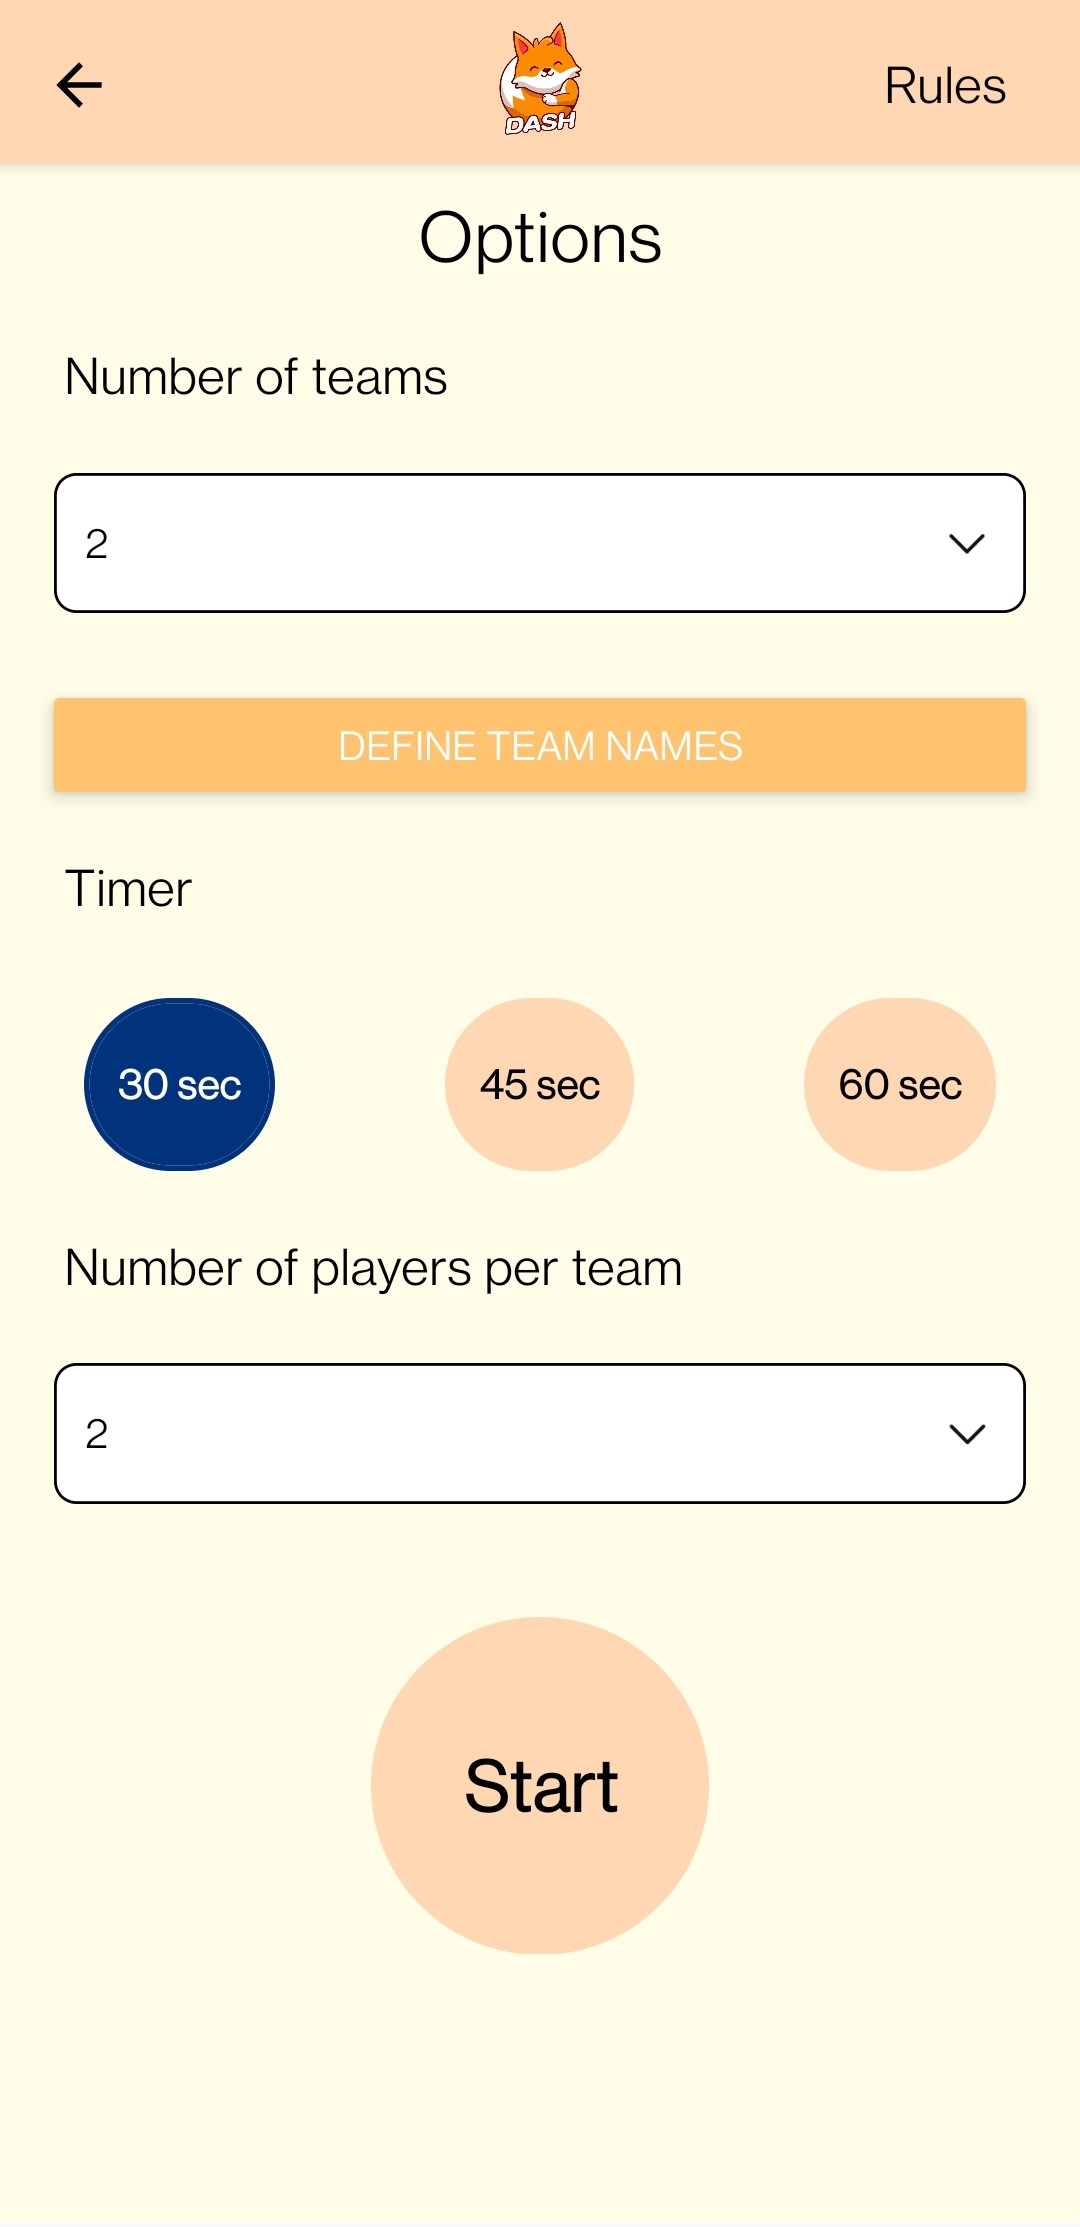 DASH
Rules
Options
Number of teams
2
DEFINE TEAM NAMES
Timer
30 sec
45 sec
60 sec
Number of players per team
2
Start